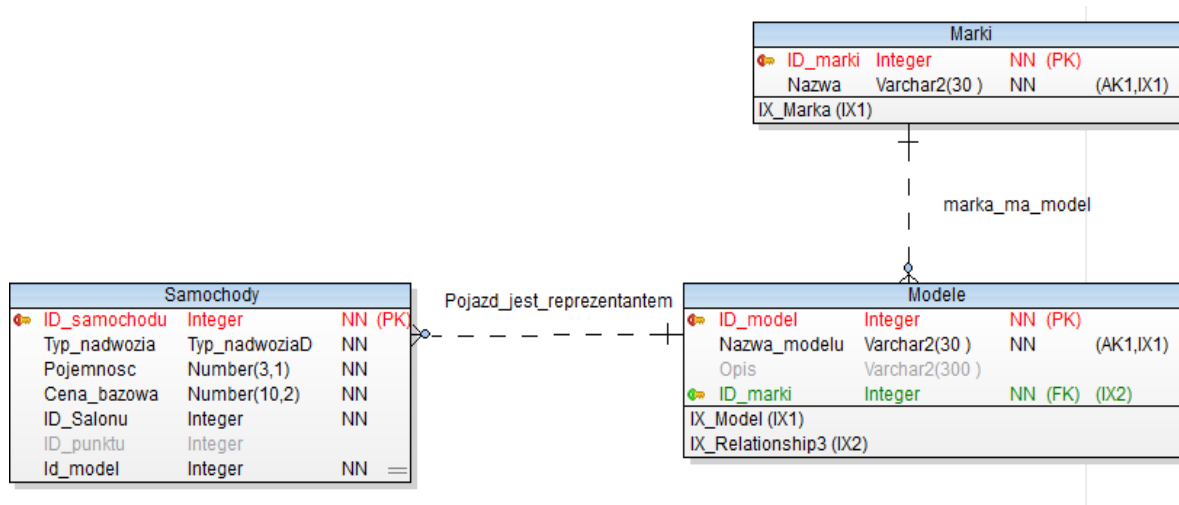 Marki
ID_marki Integer NN (PK)
Nazwa Varchar2(30 ) NN (AK1,IX1)
IX_Marka (IX1)
marka_ma_model
Pojazd_jest_reprezentantem
Samochody
ID_samochodu Integer NN (PK)
Typ_nadwozia Typ_nadwoziaD NN
Pojemnosc Number(3,1) NN
Cena_bazowa Number(10,2) NN
ID_Salonu Integer NN
ID_punktu Integer
Id_model Integer NN
Modele
ID_model Integer NN (PK)
Nazwa_modelu Varchar2(30 ) NN (AK1,IX1)
Opis Varchar2(300 )
ID_marki Integer NN (FK) (IX2)
IX_Model (IX1)
IX_Relationship3 (IX2)